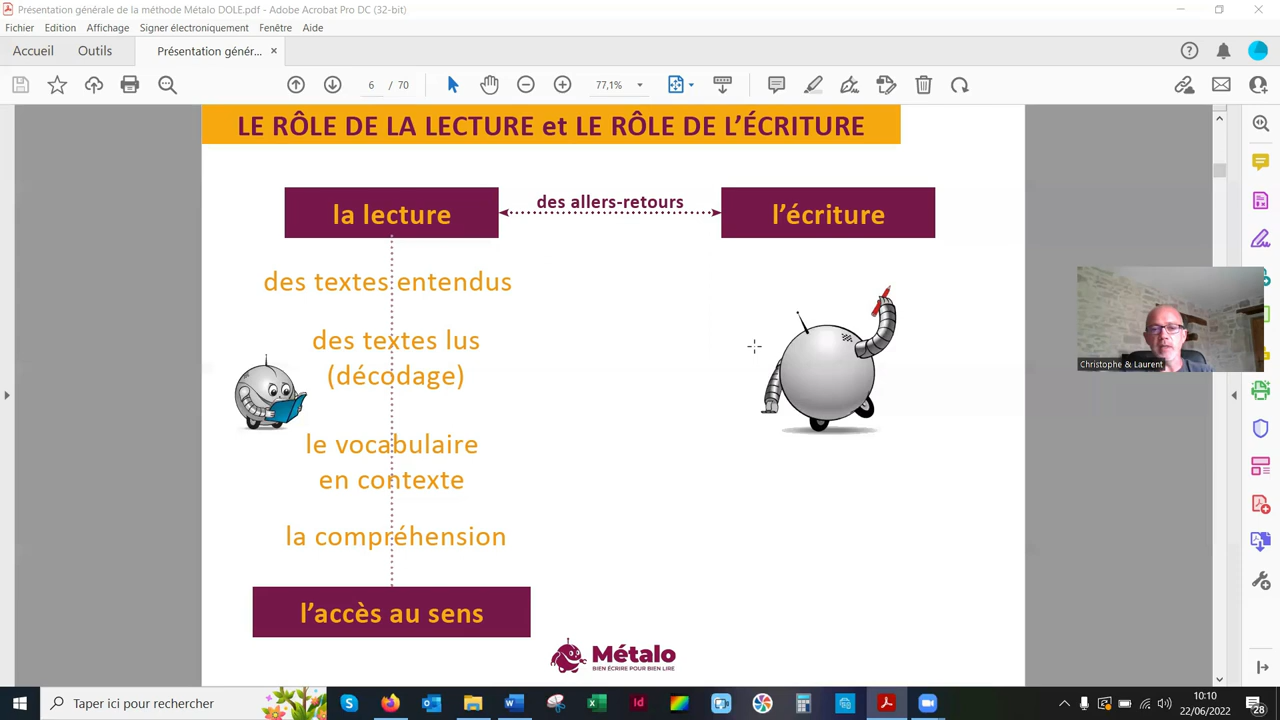 Présentation générale de la méthode Métalo DOLE.pdf - Adobe Acrobat Pro DC (32-bit)
Fichier Edition Affichage Signer électroniquement Fenêtre Aide
Accueil Outils Présentation génér... ×
6 / 70 77,1%
LE RÔLE DE LA LECTURE et LE RÔLE DE L'ÉCRITURE
la lecture
des allers-retours
l'écriture
des textes entendus
des textes lus
(décodage)
le vocabulaire
en contexte
la compréhension
l'accès au sens
Métalo
BIEN ÉCRIRE POUR BIEN LIRE
Christophe & Laurent
Taperici pour rechercher
10:10
22/06/2022
28